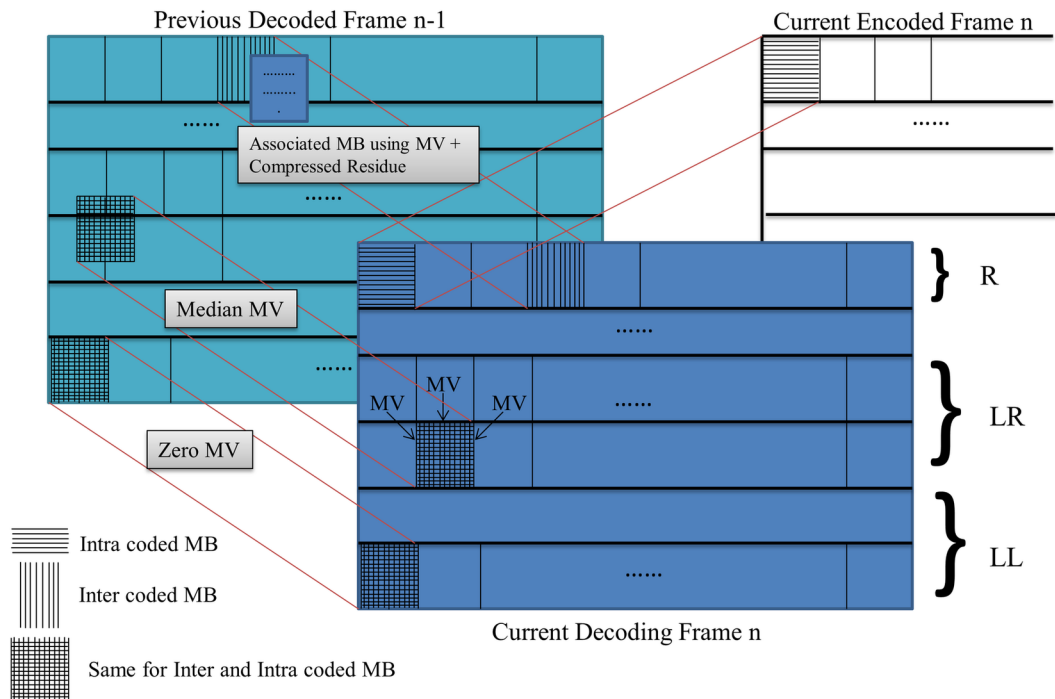 Previous Decoded Frame n-1
Current Encoded Frame n
.........
.........
.
......
......
Associated MB using MV +
Compressed Residue
......
R
Median MV
......
......
MV
MV
MV
......
LR
Zero MV
Intra coded MB
......
LL
Inter coded MB
Current Decoding Frame n
Same for Inter and Intra coded MB